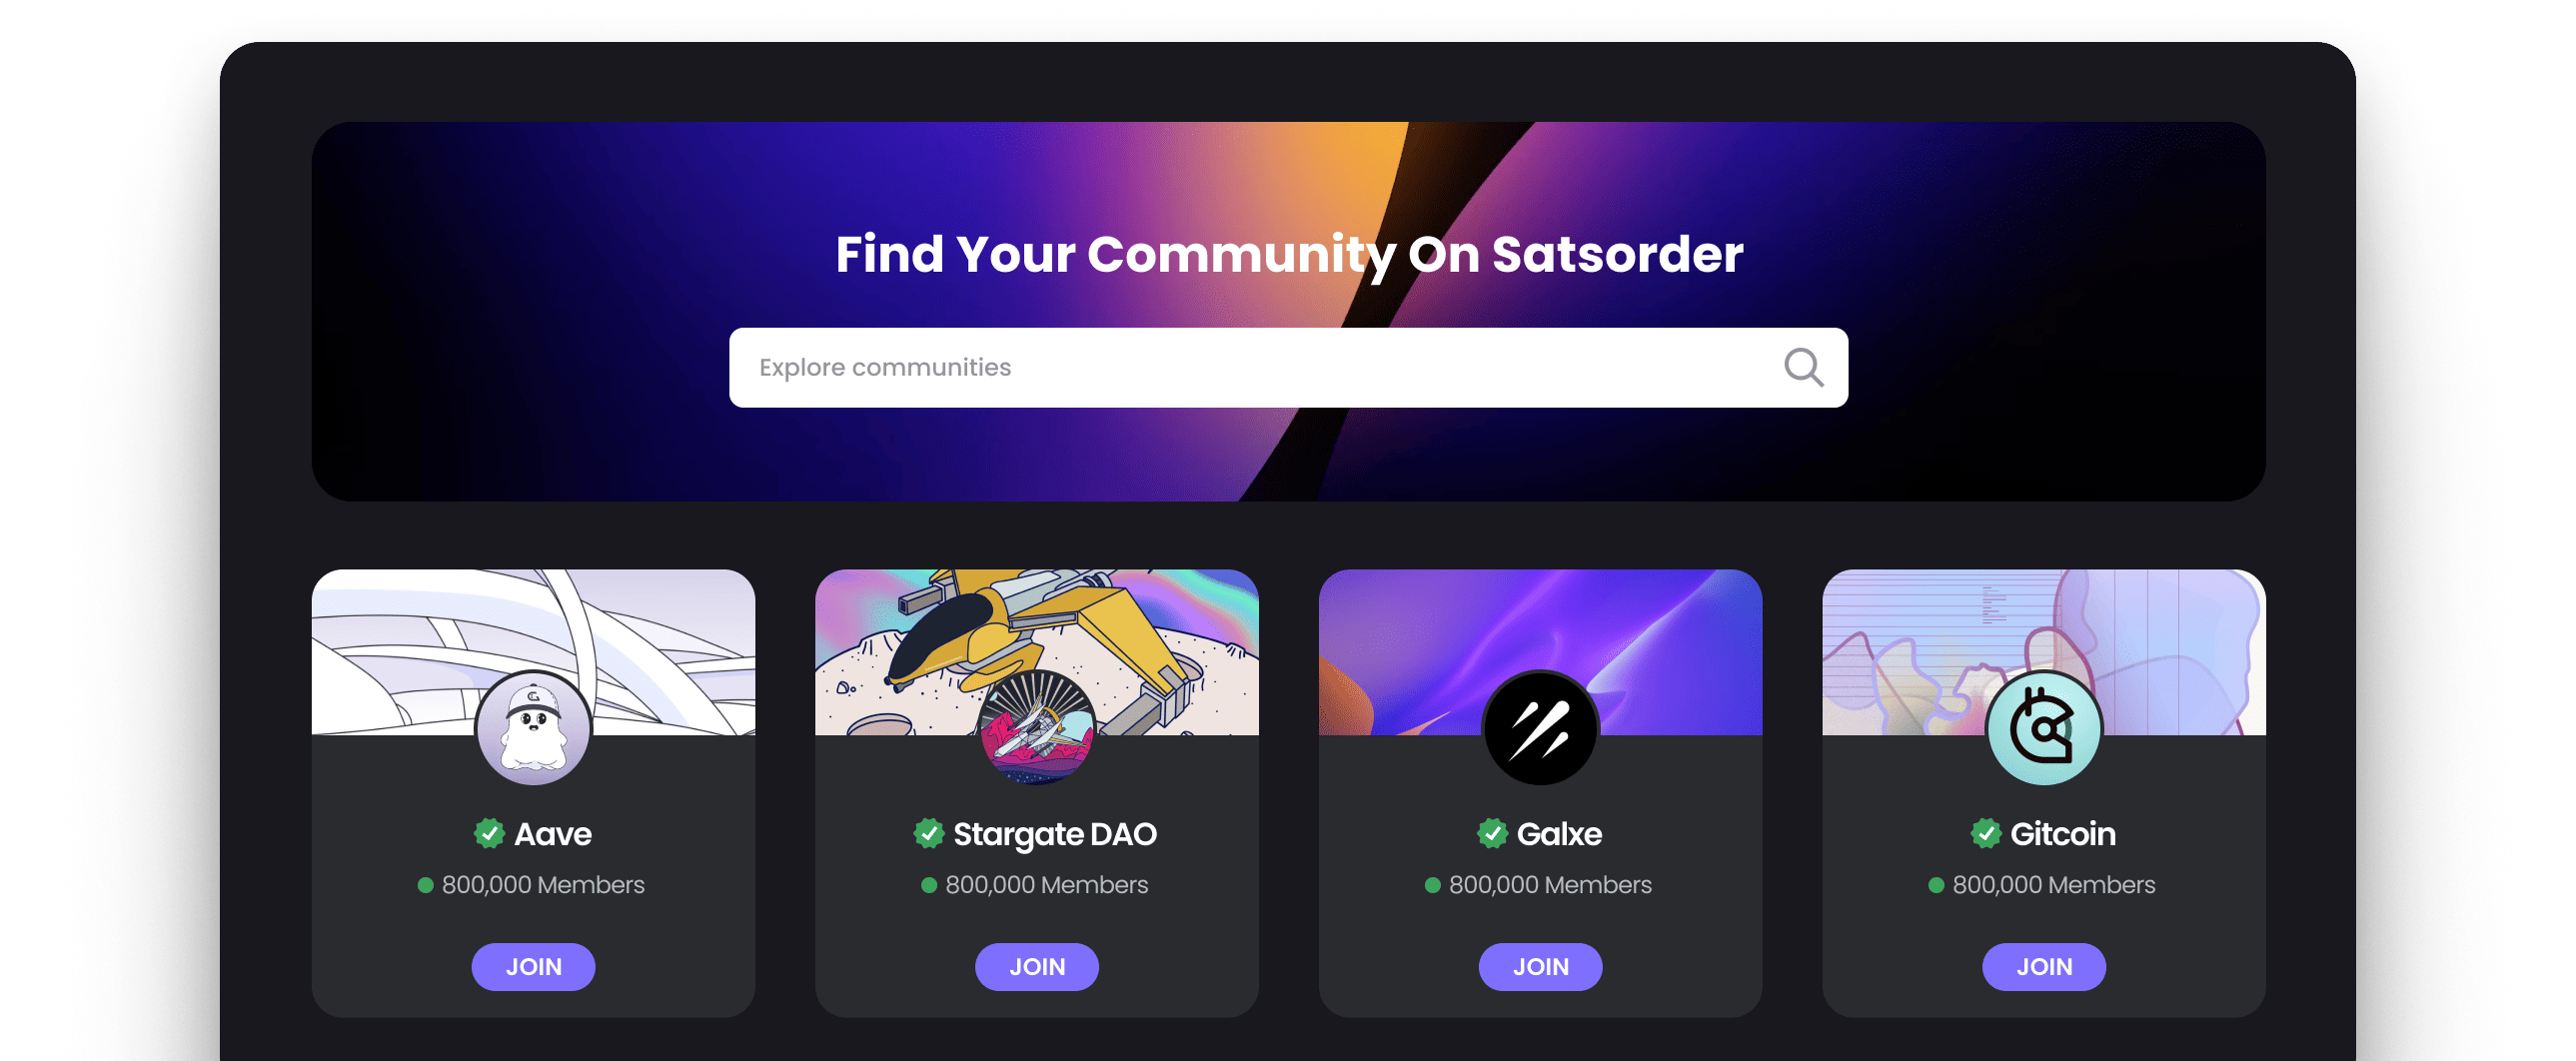 Find Your Community On Satsorder
Explore communities
Aave
800,000 Members
JOIN
Stargate DAO
800,000 Members
JOIN
Galxe
800,000 Members
JOIN
Gitcoin
800,000 Members
JOIN